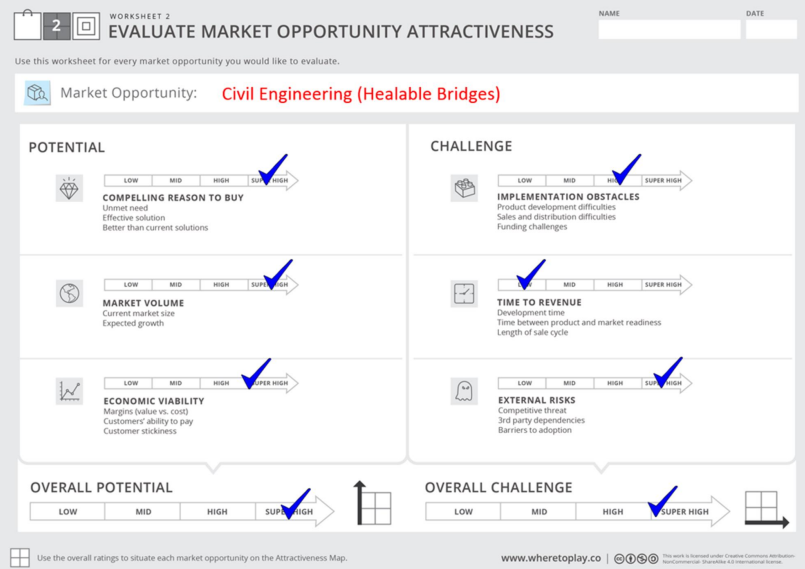 2
WORKSHEET 2
EVALUATE MARKET OPPORTUNITY ATTRACTIVENESS
NAME
DATE
Use this worksheet for every market opportunity you would like to evaluate.
Market Opportunity: Civil Engineering (Healable Bridges)
POTENTIAL
LOW MID HIGH SUPER HIGH
COMPELLING REASON TO BUY
Unmet need
Effective solution
Better than current solutions
LOW MID HIGH SUPER HIGH
MARKET VOLUME
Current market size
Expected growth
LOW MID HIGH SUPER HIGH
ECONOMIC VIABILITY
Margins (value vs. cost)
Customers' ability to pay
Customer stickiness
OVERALL POTENTIAL
LOW MID HIGH SUPER HIGH
CHALLENGE
LOW MID HIGH SUPER HIGH
IMPLEMENTATION OBSTACLES
Product development difficulties
Sales and distribution difficulties
Funding challenges
LOW MID HIGH SUPER HIGH
TIME TO REVENUE
Development time
Time between product and market readiness
Length of sale cycle
LOW MID HIGH SUPER HIGH
EXTERNAL RISKS
Competitive threat
3rd party dependencies
Barriers to adoption
OVERALL CHALLENGE
LOW MID HIGH SUPER HIGH
Use the overall ratings to situate each market opportunity on the Attractiveness Map.
www.wheretoplay.co
This work is licensed under Creative Commons Attribution-
NonCommercial- ShareAlike 4.0 International license.